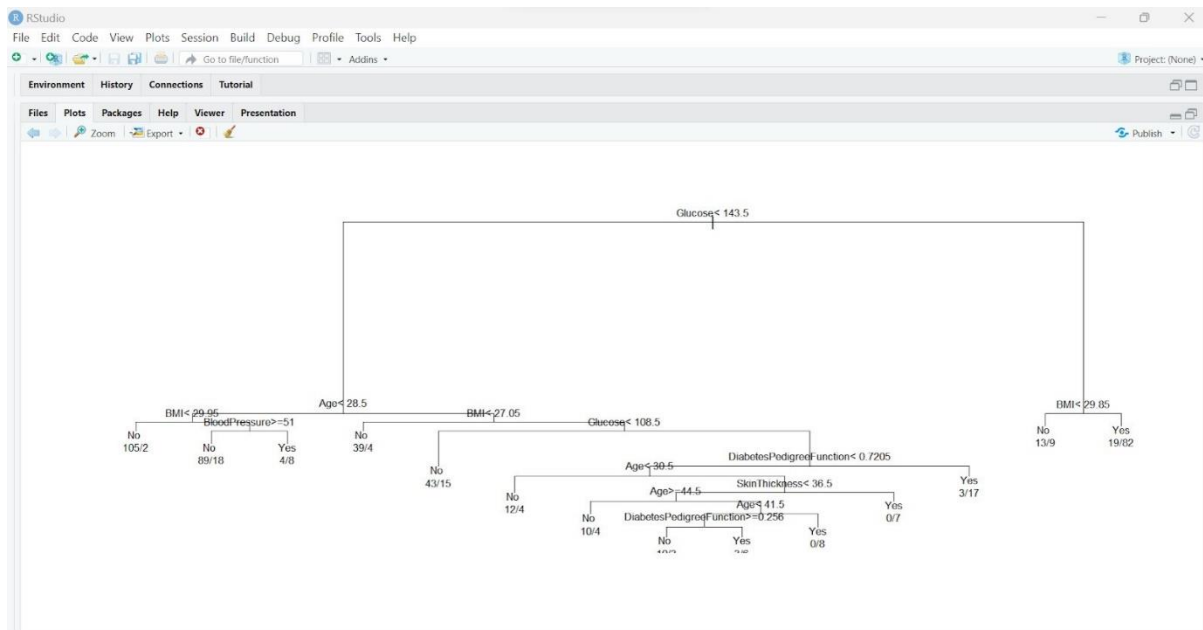 RStudio
File Edit Code View Plots Session Build Debug Profile Tools Help
Go to file/function Addins Project: (None)
Environment History Connections Tutorial
Files Plots Packages Help Viewer Presentation
Zoom Export Publish
Glucose< 143.5
Age< 28.5
BMI< 29.85
BMI< 29.95
BMI< 27.05
BloodPressure>=51
Glucose< 108.5
No
105/2
No
89/18
Yes
4/8
No
39/4
No
13/9
Yes
19/82
No
43/15
DiabetesPedigreeFunction< 0.7205
Age< 30.5
Yes
3/17
No
12/4
SkinThickness< 36.5
Age>=44.5
Yes
0/7
No
10/4
Age< 41.5
DiabetesPedigreeFunction>=0.256
Yes
0/8
No
Yes